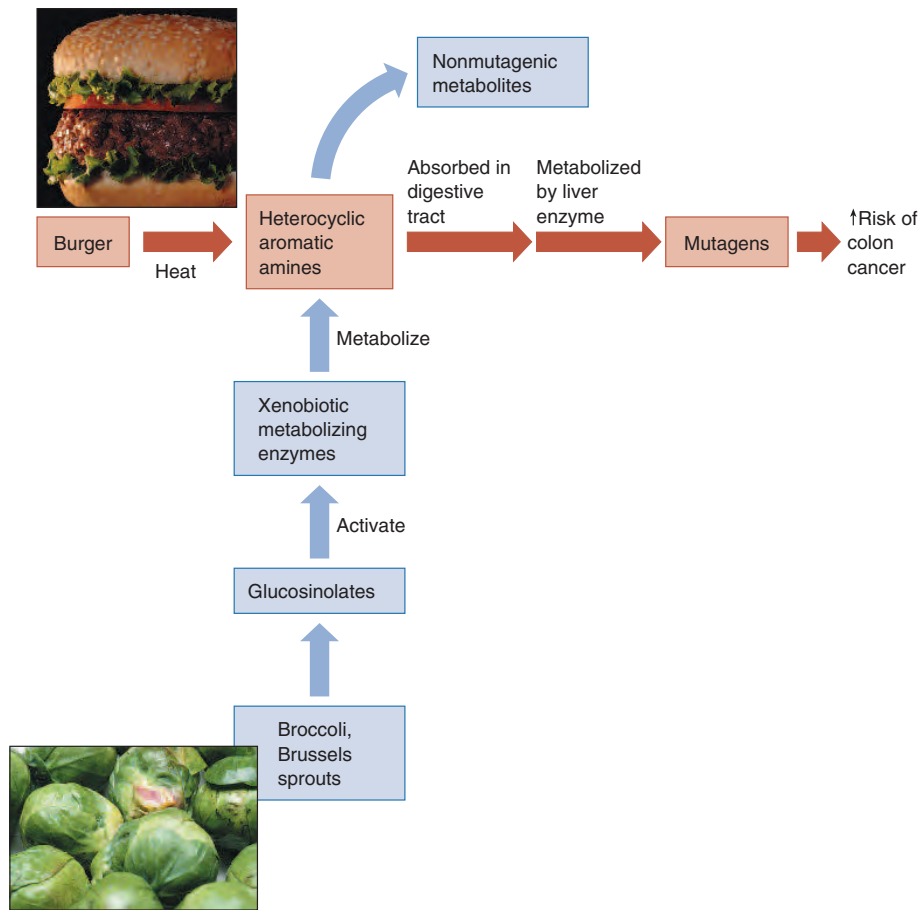 Nonmutagenic
metabolites
Absorbed in
digestive
tract
Metabolized
by liver
enzyme
Burger
Heat
Heterocyclic
aromatic
amines
Mutagens
↑Risk of
colon
cancer
Metabolize
Xenobiotic
metabolizing
enzymes
Activate
Glucosinolates
Broccoli,
Brussels
sprouts